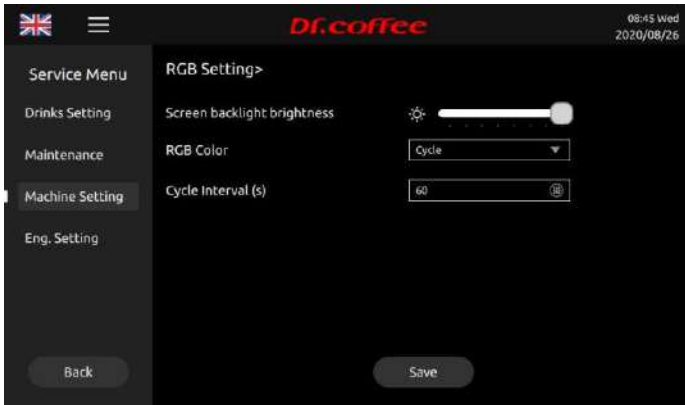 Dr.coffee
08:45 Wed
2020/08/26
Service Menu
Drinks Setting
Maintenance
Machine Setting
Eng. Setting
Back
RGB Setting>
Screen backlight brightness
RGB Color
Cycle
Cycle Interval (s)
60
Save